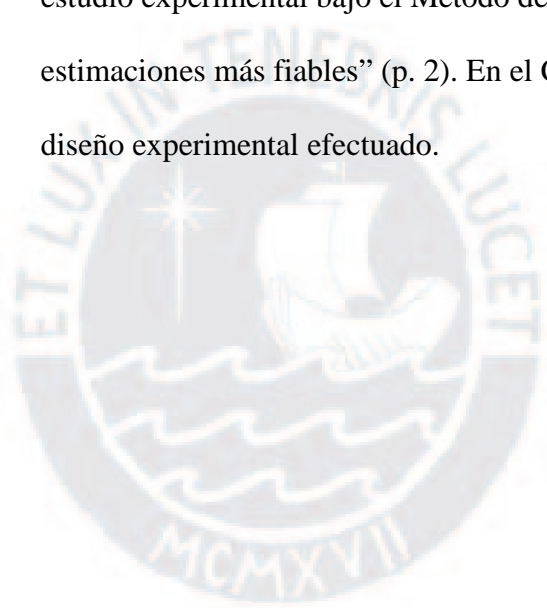 estudio experimental bajo el Método de
estimaciones más fiables” (p. 2). En el
diseño experimental efectuado.
ET LUX IN TENEBRIS LUCET
MCMXVII